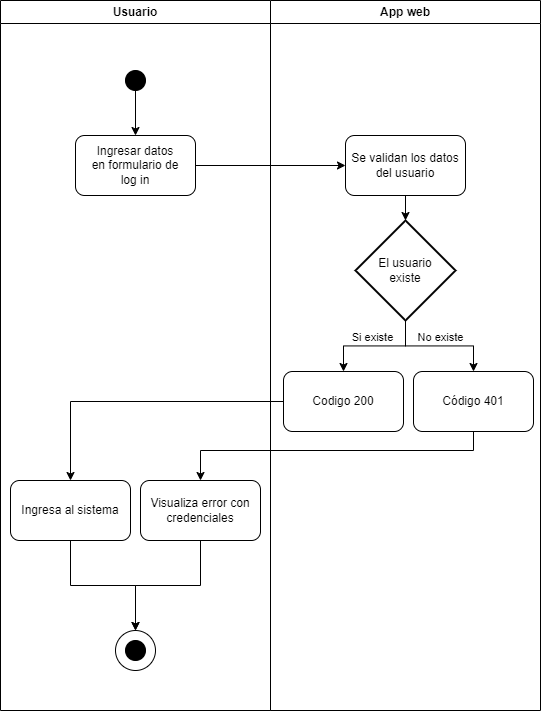 Usuario
App web
Ingresar datos
en formulario de
log in
Se validan los datos
del usuario
El usuario
existe
Si existe
No existe
Codigo 200
Código 401
Ingresa al sistema
Visualiza error con
credenciales